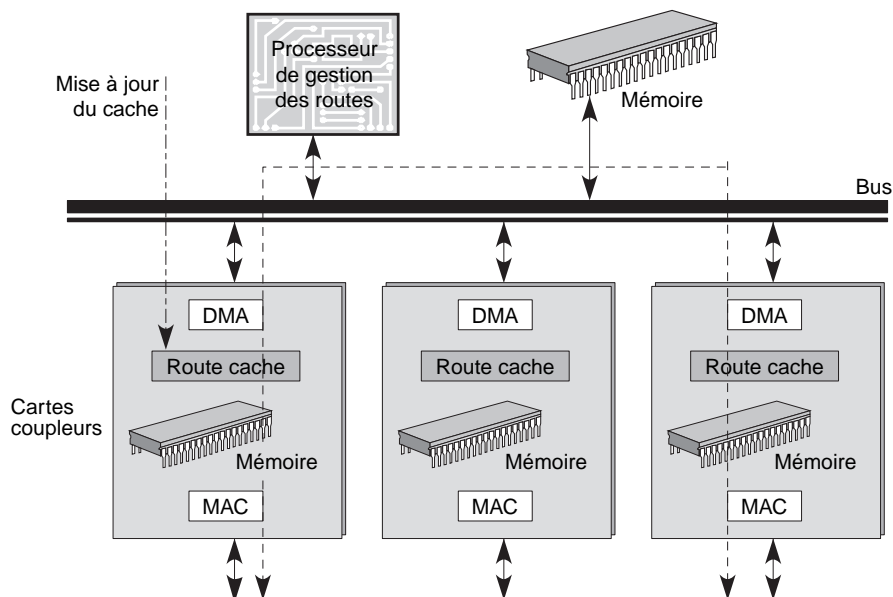 Processeur
de gestion
des routes
Mise à jour
du cache
Mémoire
Bus
DMA
DMA
DMA
Route cache
Route cache
Route cache
Cartes
coupleurs
Mémoire
Mémoire
Mémoire
MAC
MAC
MAC